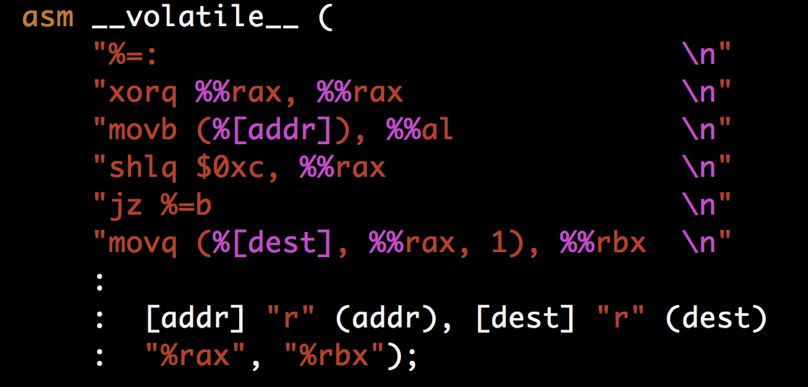 asm __volatile__ (
"%=: \n"
"xorq %%rax, %%rax \n"
"movb (%[addr]), %%al \n"
"shlq $0xc, %%rax \n"
"jz %=b \n"
"movq (%[dest], %%rax, 1), %%rbx \n"
:
: [addr] "r" (addr), [dest] "r" (dest)
: "%rax", "%rbx");